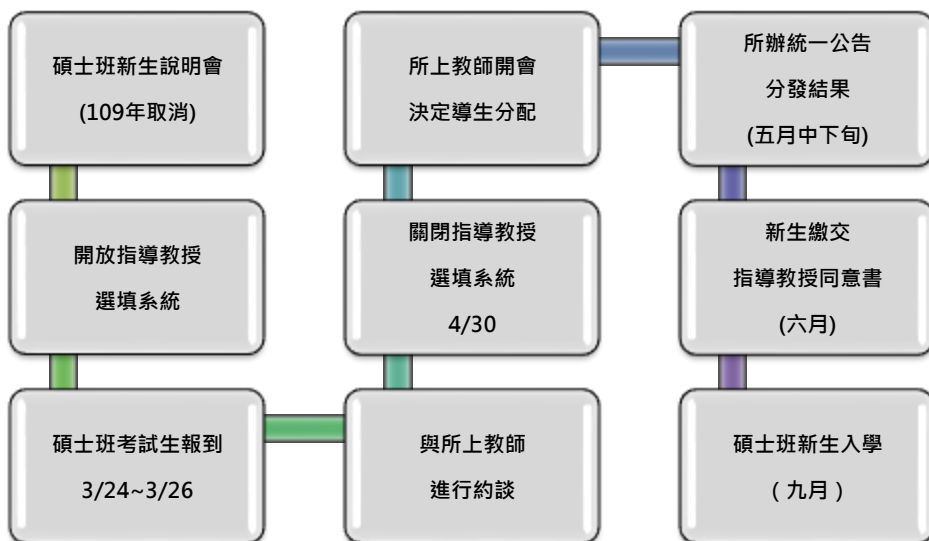 碩士班新生說明會
(109年取消)
開放指導教授
選填系統
碩士班考試生報到
3/24~3/26
與所上教師
進行約談
關閉指導教授
選填系統
4/30
所上教師開會
決定導生分配
所辦統一公告
分發結果
(五月中下旬)
新生繳交
指導教授同意書
(六月)
碩士班新生入學
(九月)